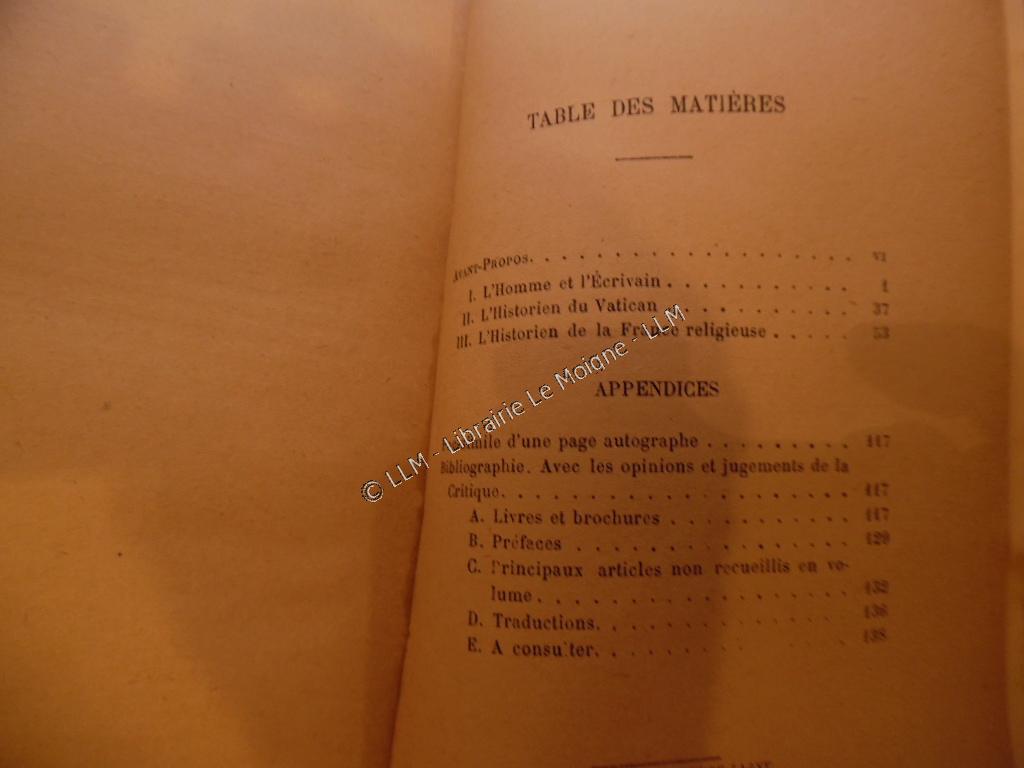 TABLE DES MATIÈRES
AVANT-PROPOS. . . . . . . . . . . . . . . . . . VI
I. L'Homme et l'Écrivain . . . . . . . . . . 1
II. L'Historien du Vatican . . . . . . . . . . 37
III. L'Historien de la France religieuse . . . . . 53
APPENDICES
d'une page autographe . . . . . . . . . 117
Bibliographie. Avec les opinions et jugements de la
Critique. . . . . . . . . . . . . . . . . . 117
A. Livres et brochures . . . . . . . . . . . 117
B. Préfaces . . . . . . . . . . . . . . . . 129
C. Principaux articles non recueillis en vo-
lume. . . . . . . . . . . . . . . . . . 132
D. Traductions. . . . . . . . . . . . . . . 136
E. A consulter. . . . . . . . . . . . . . . 138
© LLM - Librairie Le Moigne - LLM